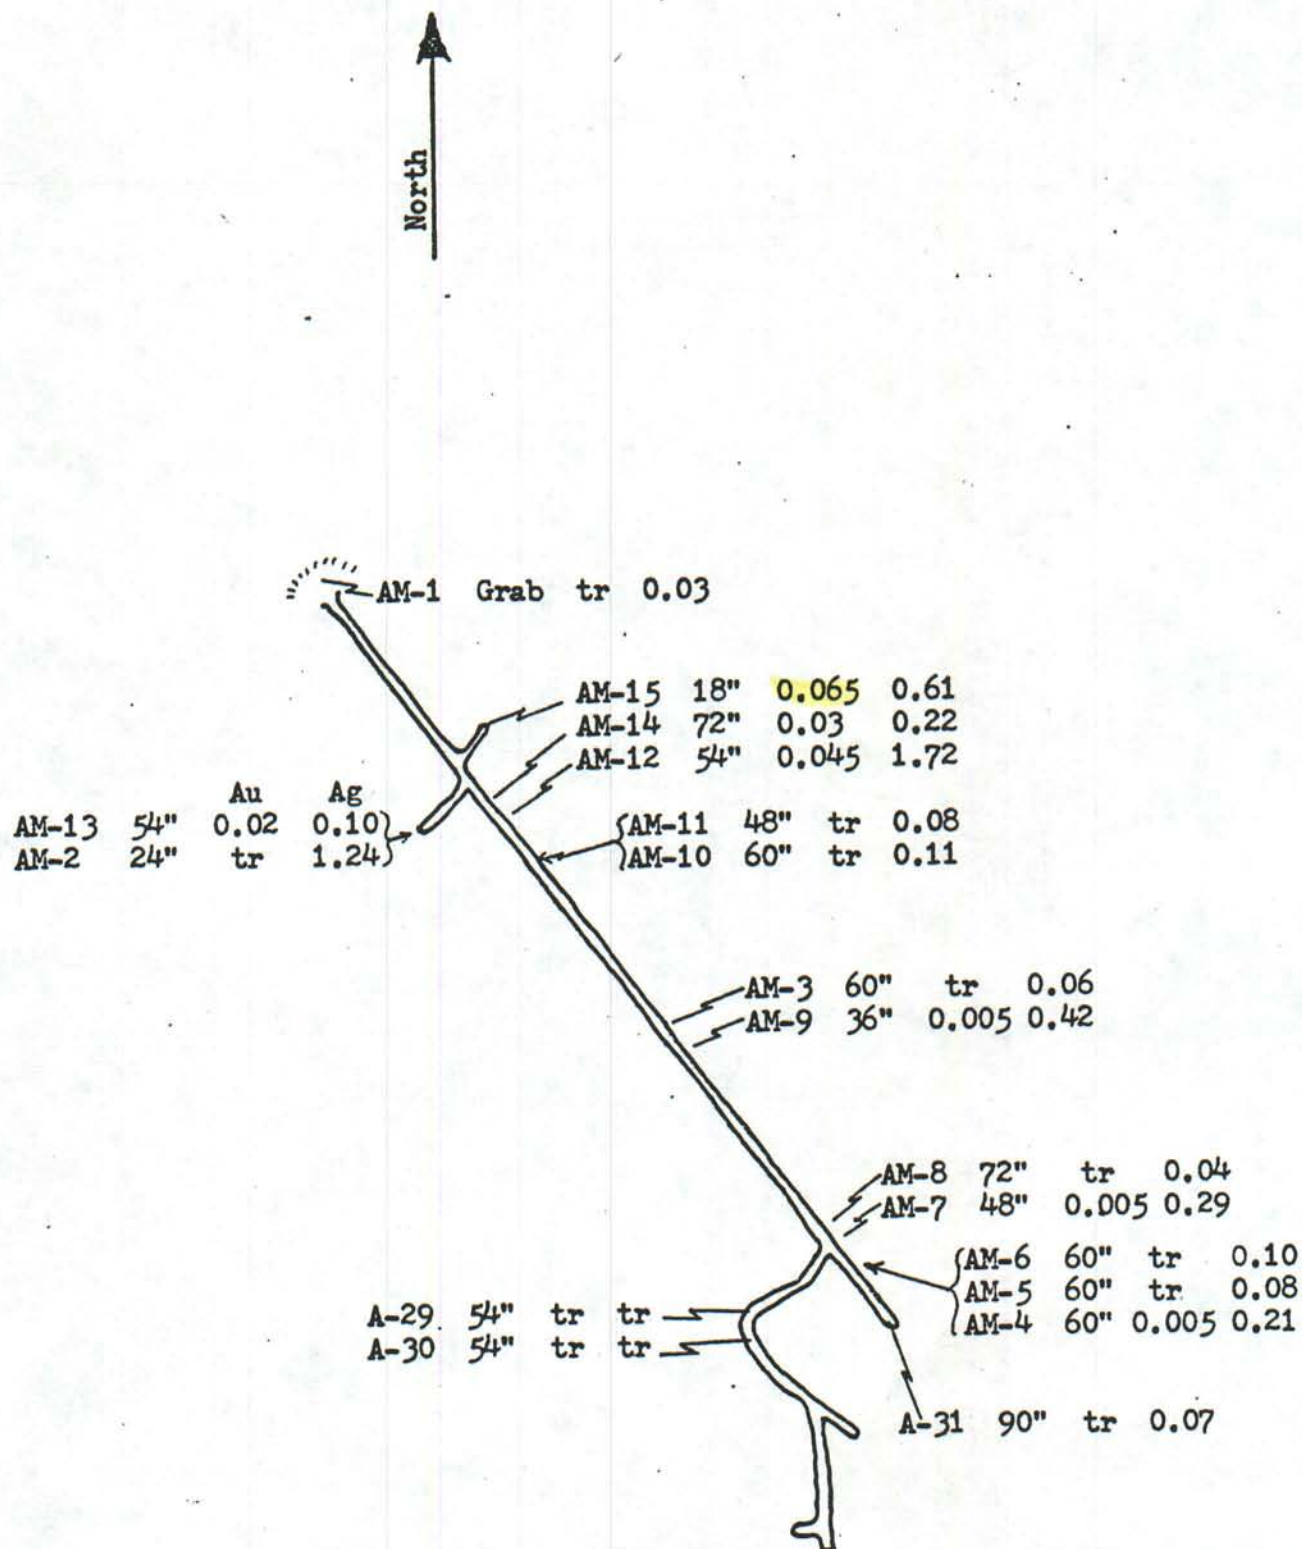 North
AM-1 Grab tr 0.03
AM-15 18" 0.065 0.61
AM-14 72" 0.03 0.22
AM-12 54" 0.045 1.72
Au Ag
AM-13 54" 0.02 0.10
AM-2 24" tr 1.24
AM-11 48" tr 0.08
AM-10 60" tr 0.11
AM-3 60" tr 0.06
AM-9 36" 0.005 0.42
AM-8 72" tr 0.04
AM-7 48" 0.005 0.29
AM-6 60" tr 0.10
AM-5 60" tr 0.08
AM-4 60" 0.005 0.21
A-29 54" tr tr
A-30 54" tr tr
A-31 90" tr 0.07